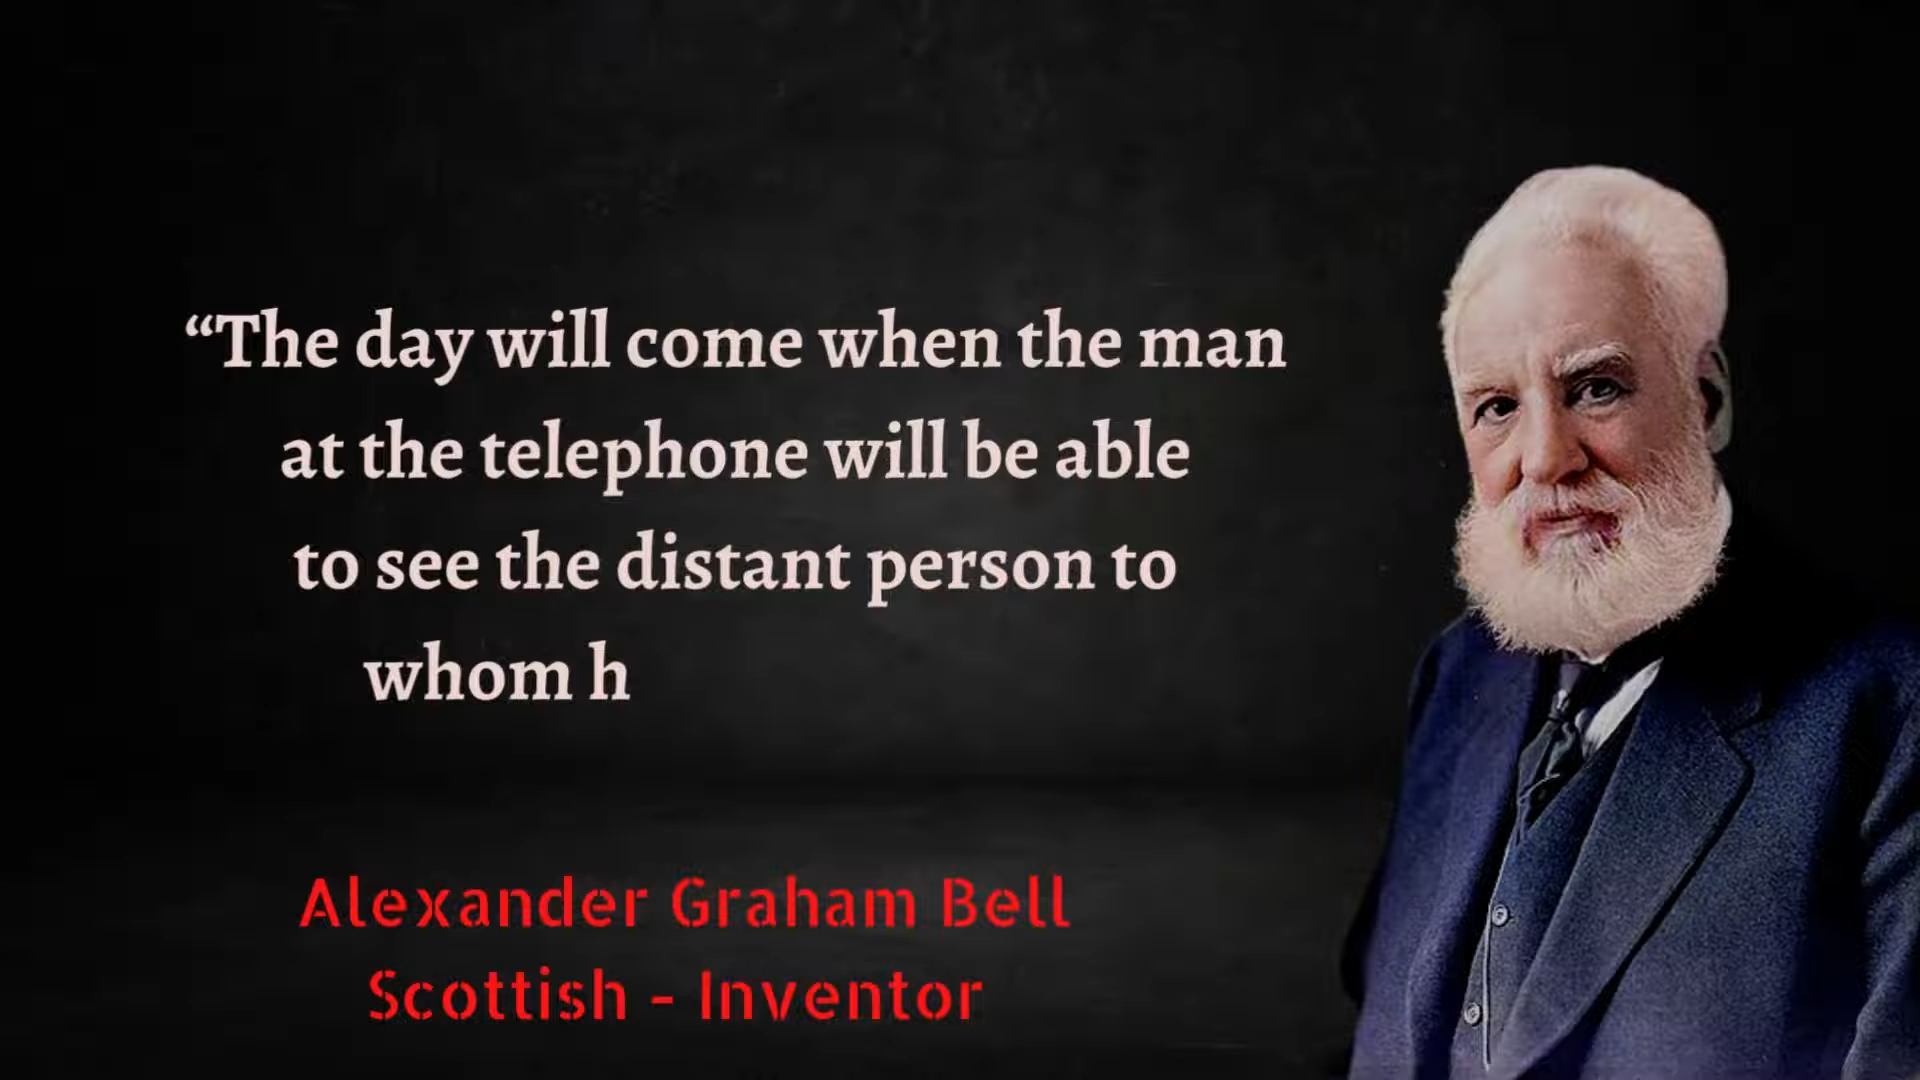 “The day will come when the man
at the telephone will be able
to see the distant person to
whom h
Alexander Graham Bell
Scottish - Inventor